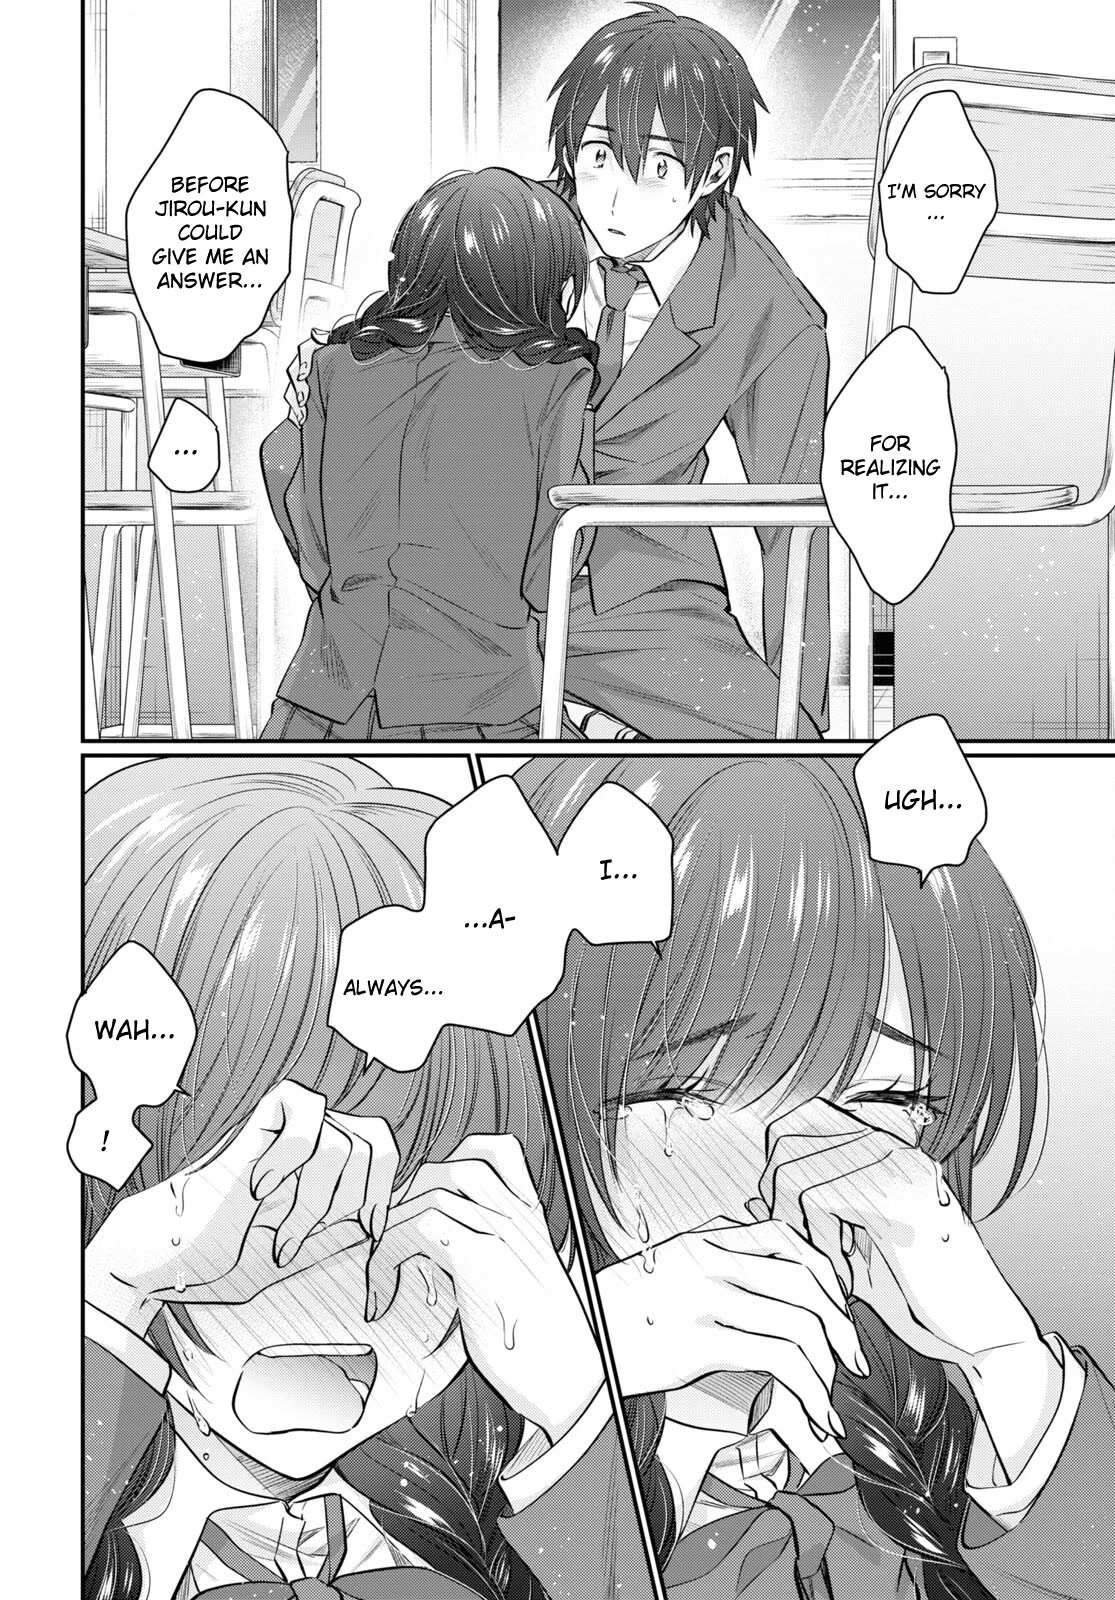 I'M SORRY
...
FOR
REALIZING
IT...
BEFORE
JIROU-KUN
COULD
GIVE ME AN
ANSWER...
...
UGH...
I...
...A-
ALWAYS...
WAH...
!